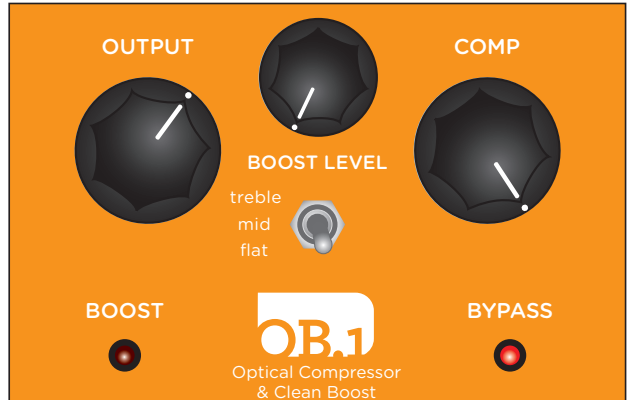 OUTPUT
COMP
BOOST LEVEL
treble
mid
flat
BOOST
BYPASS
OB.1
Optical Compressor
& Clean Boost